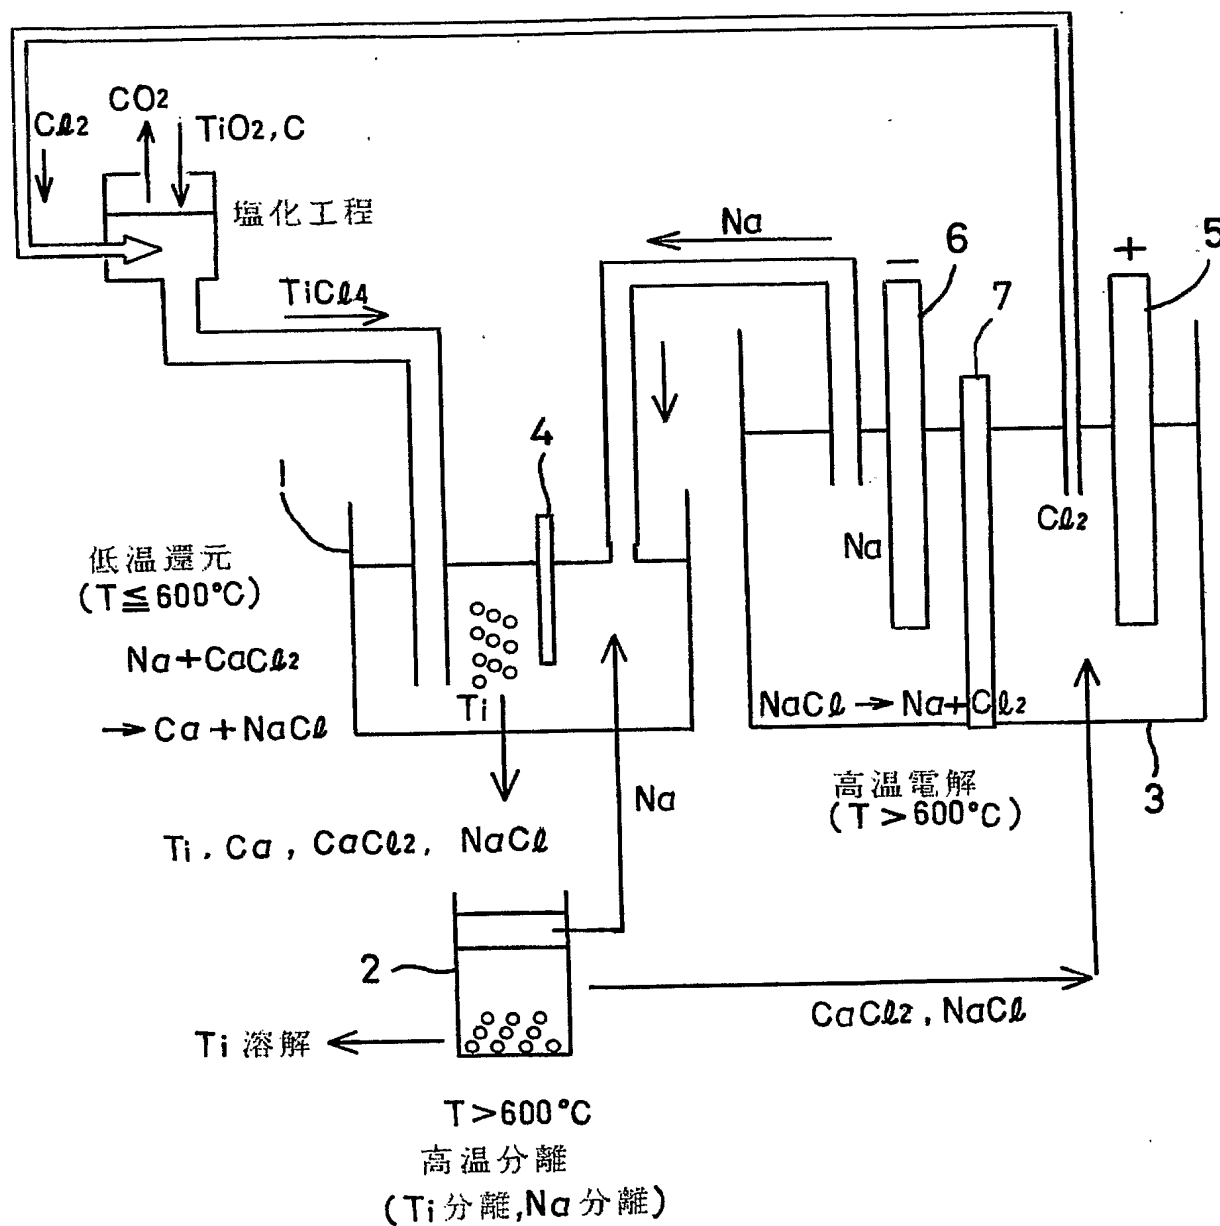 CO2
Cl2
TiO2,C
塩化工程
TiCl4
Na
−
6
+
5
7
4
1
低温還元
(T≦600°C)
Na+CaCl2
→Ca+NaCl
Ti
Na
Cl2
NaCl→Na+Cl2
高温電解
(T>600°C)
3
Na
Ti, Ca, CaCl2, NaCl
2
CaCl2, NaCl
Ti溶解
T>600°C
高温分離
(Ti分離,Na分離)